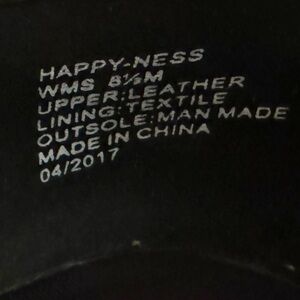 HAPPY-NESS
WMS 8½M
UPPER:LEATHER
LINING:TEXTILE
OUTSOLE:MAN MADE
MADE IN CHINA
04/2017